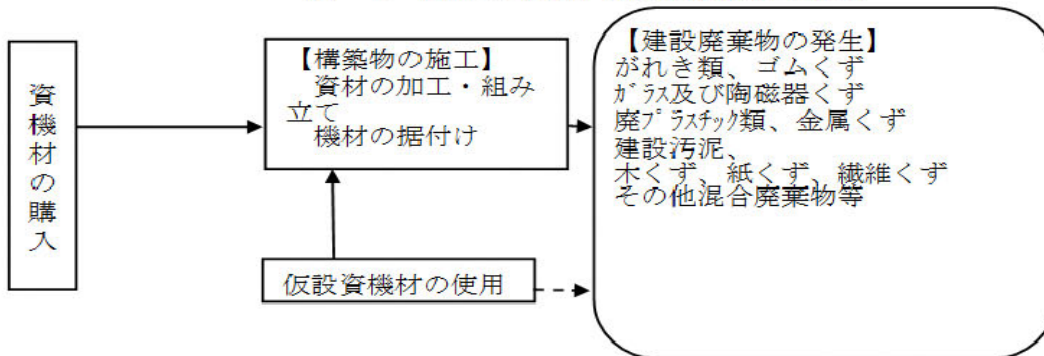 資機材の購入
【構築物の施工】
資材の加工・組み
立て
機材の据付け
仮設資機材の使用
【建設廃棄物の発生】
がれき類、ゴムくず
ｶﾞﾗｽ及び陶磁器くず
廃ﾌﾟﾗｽﾁｯｸ類、金属くず
建設汚泥、
木くず、紙くず、繊維くず
その他混合廃棄物等